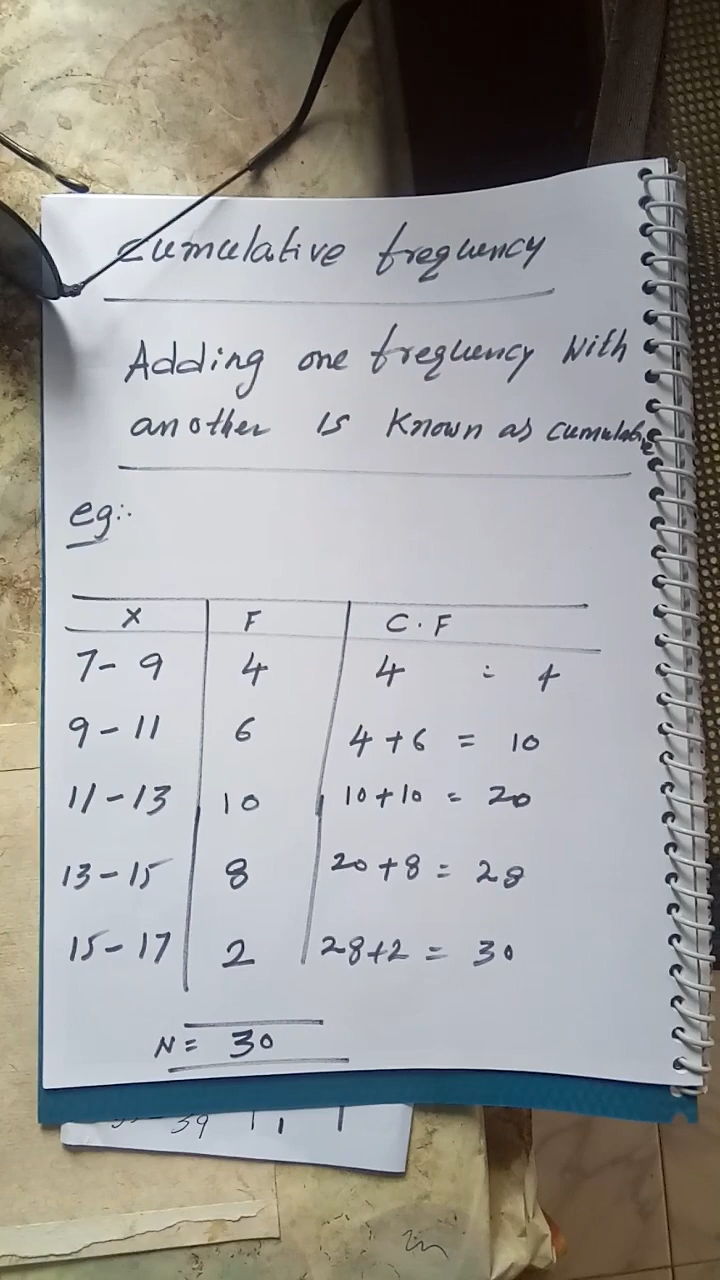 Cumulative frequency
Adding one frequency with
another is known as cumulative
eg:-
X F C.F
7-9 4 4 = 4
9-11 6 4+6 = 10
11-13 10 10+10 = 20
13-15 8 20+8 = 28
15-17 2 28+2 = 30
N = 30
39